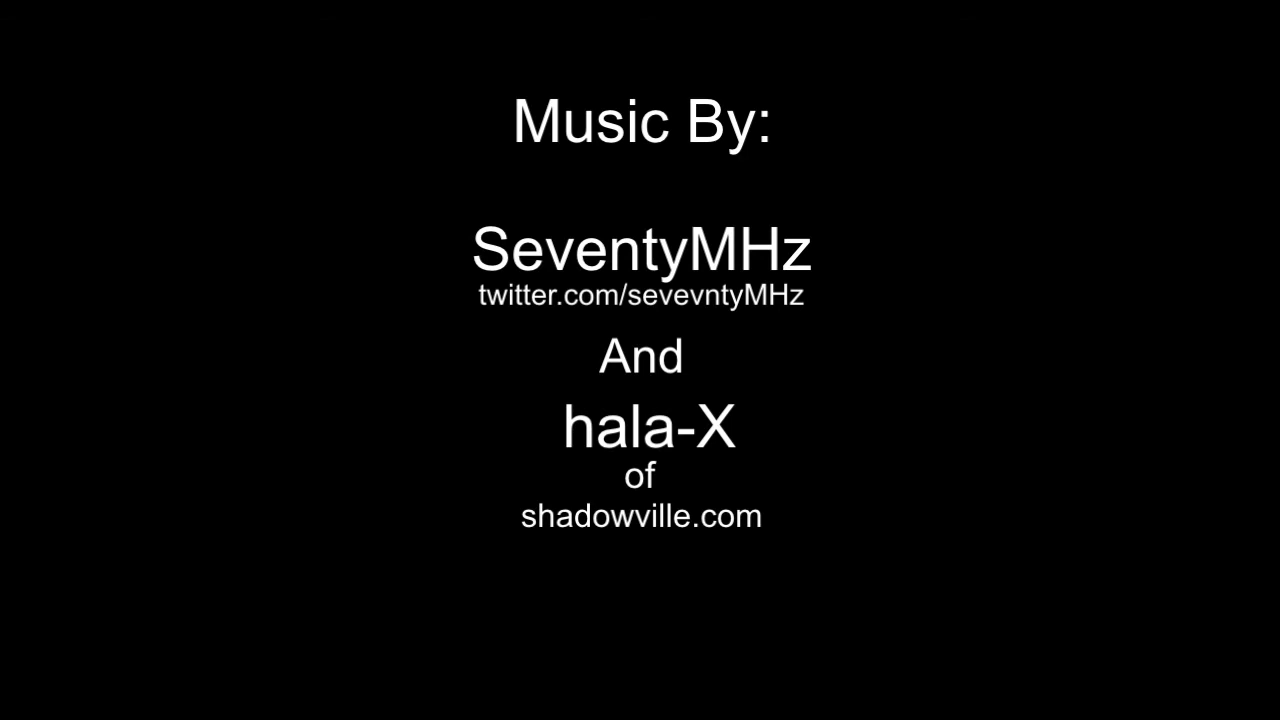 Music By:
SeventyMHz
twitter.com/sevevntyMHz
And
hala-X
of
shadowville.com